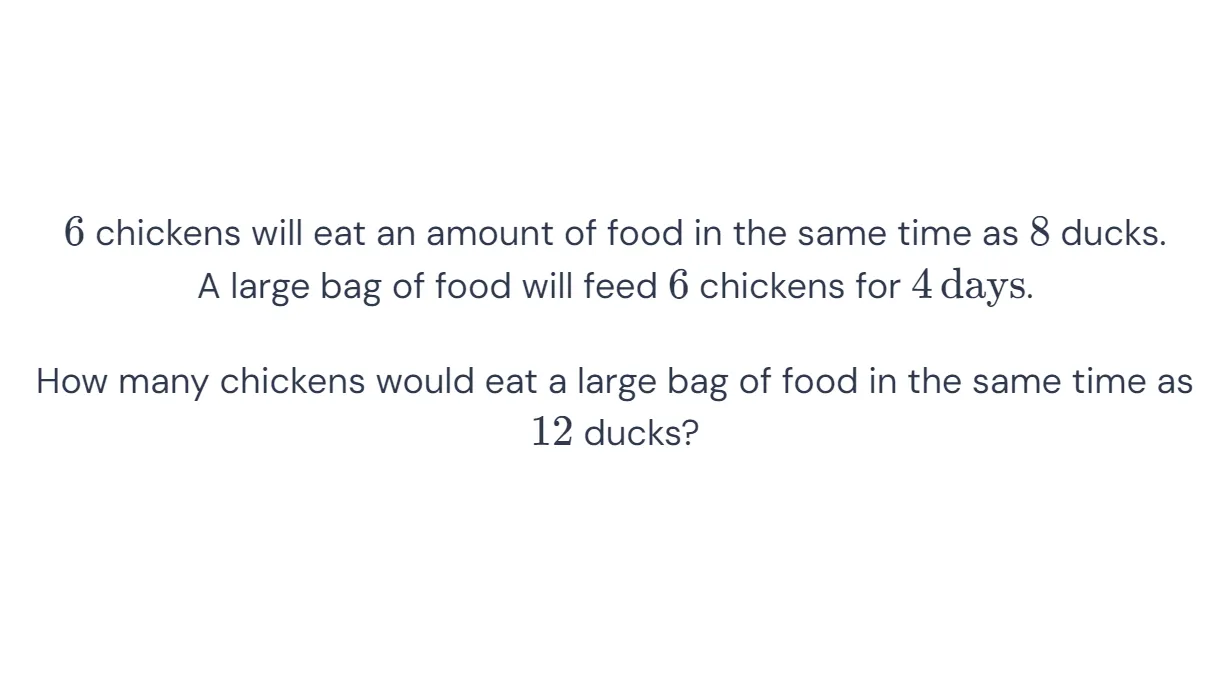 6 chickens will eat an amount of food in the same time as 8 ducks.
A large bag of food will feed 6 chickens for 4 days.
How many chickens would eat a large bag of food in the same time as
12 ducks?